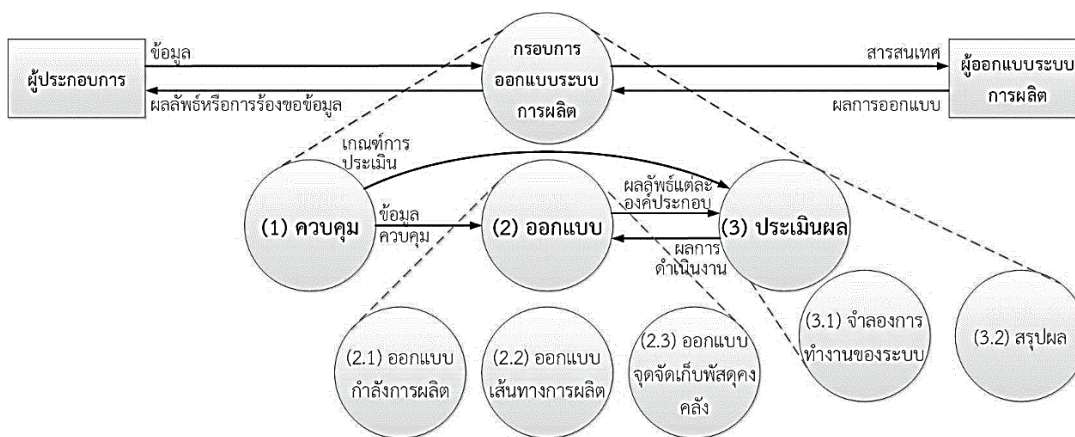 ข้อมูล
กรอบการ
ออกแบบระบบ
การผลิต
สารสนเทศ
ผู้ประกอบการ
ผู้ออกแบบระบบ
การผลิต
ผลลัพธ์หรือการร้องขอข้อมูล
ผลการออกแบบ
เกณฑ์การ
ประเมิน
(1) ควบคุม
ข้อมูล
ควบคุม
(2) ออกแบบ
ผลลัพธ์แต่ละ
องค์ประกอบ
ผลการ
ดำเนินงาน
(3) ประเมินผล
(2.1) ออกแบบ
กำลังการผลิต
(2.2) ออกแบบ
เส้นทางการผลิต
(2.3) ออกแบบ
จุดจัดเก็บพัสดุคง
คลัง
(3.1) จำลองการ
ทำงานของระบบ
(3.2) สรุปผล